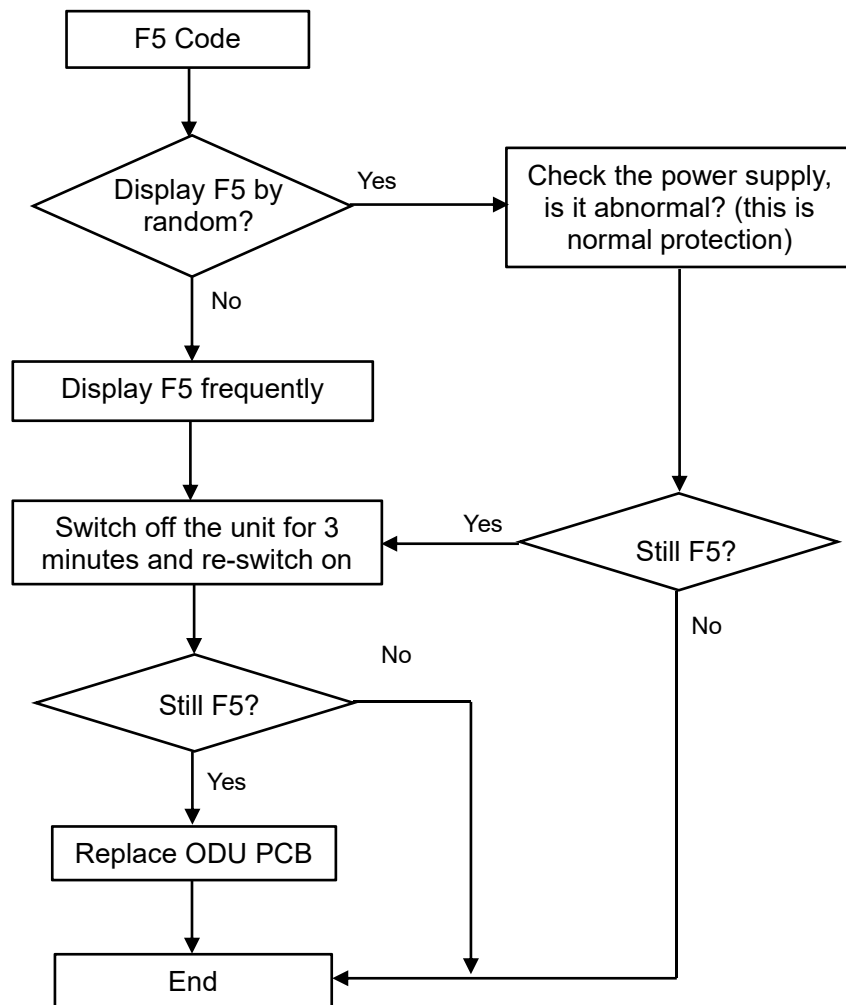 F5 Code
Display F5 by
random?
Yes
Check the power supply,
is it abnormal? (this is
normal protection)
No
Display F5 frequently
Switch off the unit for 3
minutes and re-switch on
Yes
Still F5?
No
No
Still F5?
Yes
Replace ODU PCB
End